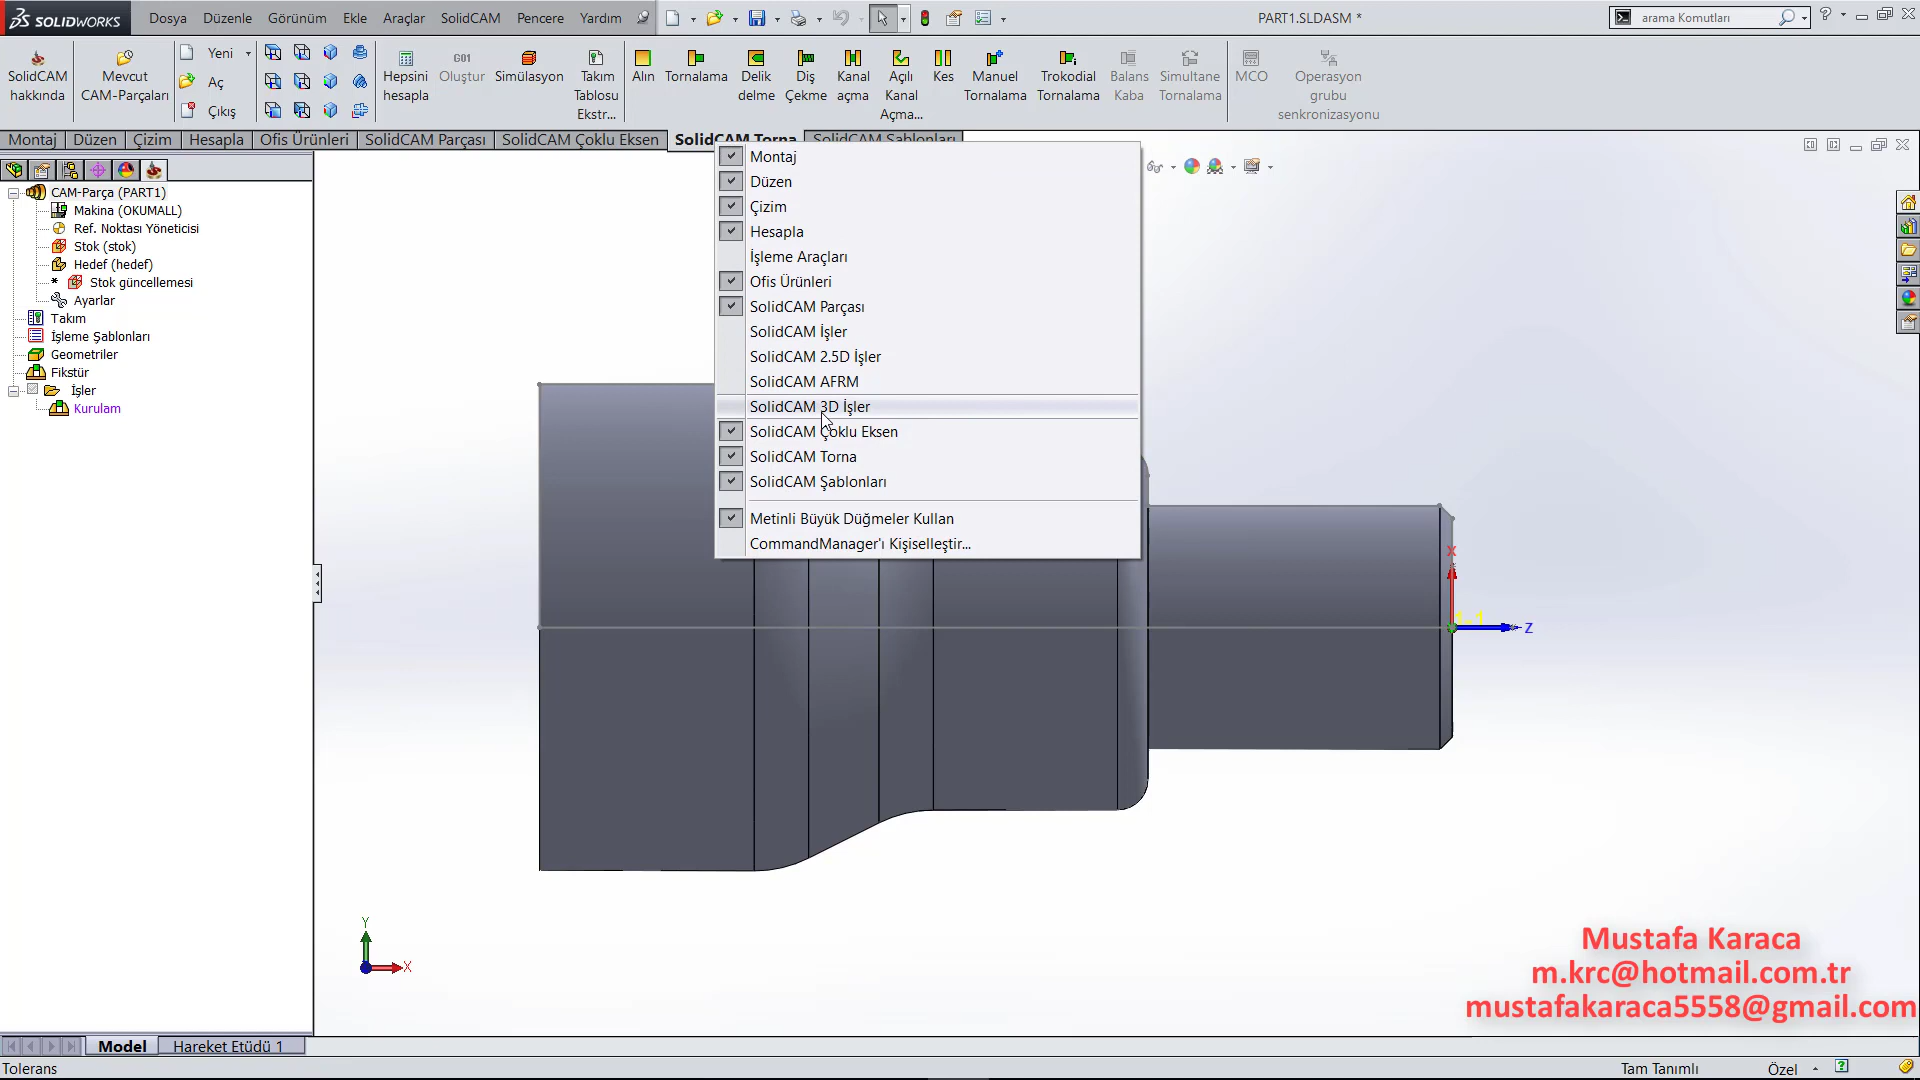 SOLIDWORKS
Dosya Düzenle Görünüm Ekle Araçlar SolidCAM Pencere Yardım
PART1.SLDASM *
arama Komutları
SolidCAM hakkında
Mevcut CAM-Parçaları
Yeni
Aç
Çıkış
Hepsini hesapla
G01 Oluştur
Simülasyon
Takım Tablosu Ekstr...
Alın
Tornalama
Delik delme
Diş Çekme
Kanal açma
Açılı Kanal Açma...
Kes
Manuel Tornalama
Trokodial Tornalama
Balans Kaba
Simultane Tornalama
MCO
Operasyon grubu senkronizasyonu
Montaj Düzen Çizim Hesapla Ofis Ürünleri SolidCAM Parçası SolidCAM Çoklu Eksen SolidCAM Torna SolidCAM Şablonları
CAM-Parça (PART1)
Makina (OKUMALL)
Ref. Noktası Yöneticisi
Stok (stok)
Hedef (hedef)
* Stok güncellemesi
Ayarlar
Takım
İşleme Şablonları
Geometriler
Fikstür
İşler
Kurulam
Montaj
Düzen
Çizim
Hesapla
İşleme Araçları
Ofis Ürünleri
SolidCAM Parçası
SolidCAM İşler
SolidCAM 2.5D İşler
SolidCAM AFRM
SolidCAM 3D İşler
SolidCAM Çoklu Eksen
SolidCAM Torna
SolidCAM Şablonları
Metinli Büyük Düğmeler Kullan
CommandManager'ı Kişiselleştir...
X
Z
Y
X
Mustafa Karaca
m.krc@hotmail.com.tr
mustafakaraca5558@gmail.com
Model Hareket Etüdü 1
Tolerans
Tam Tanımlı
Özel